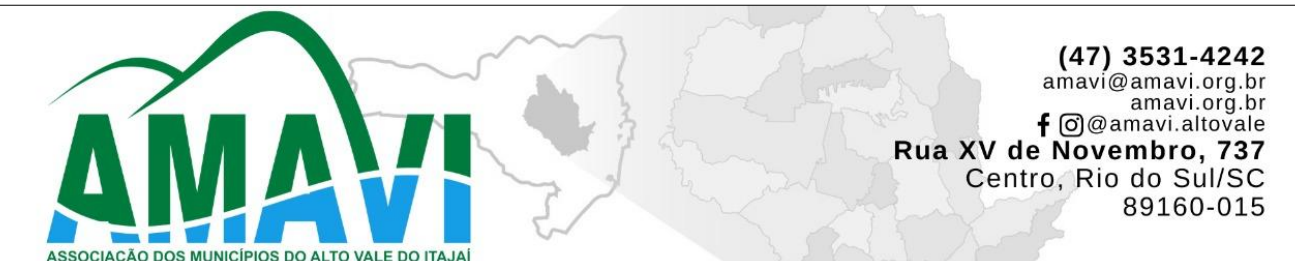 AMAVI
ASSOCIAÇÃO DOS MUNICÍPIOS DO ALTO VALE DO ITAJAÍ
(47) 3531-4242
amavi@amavi.org.br
amavi.org.br
@amavi.altovale
Rua XV de Novembro, 737
Centro, Rio do Sul/SC
89160-015